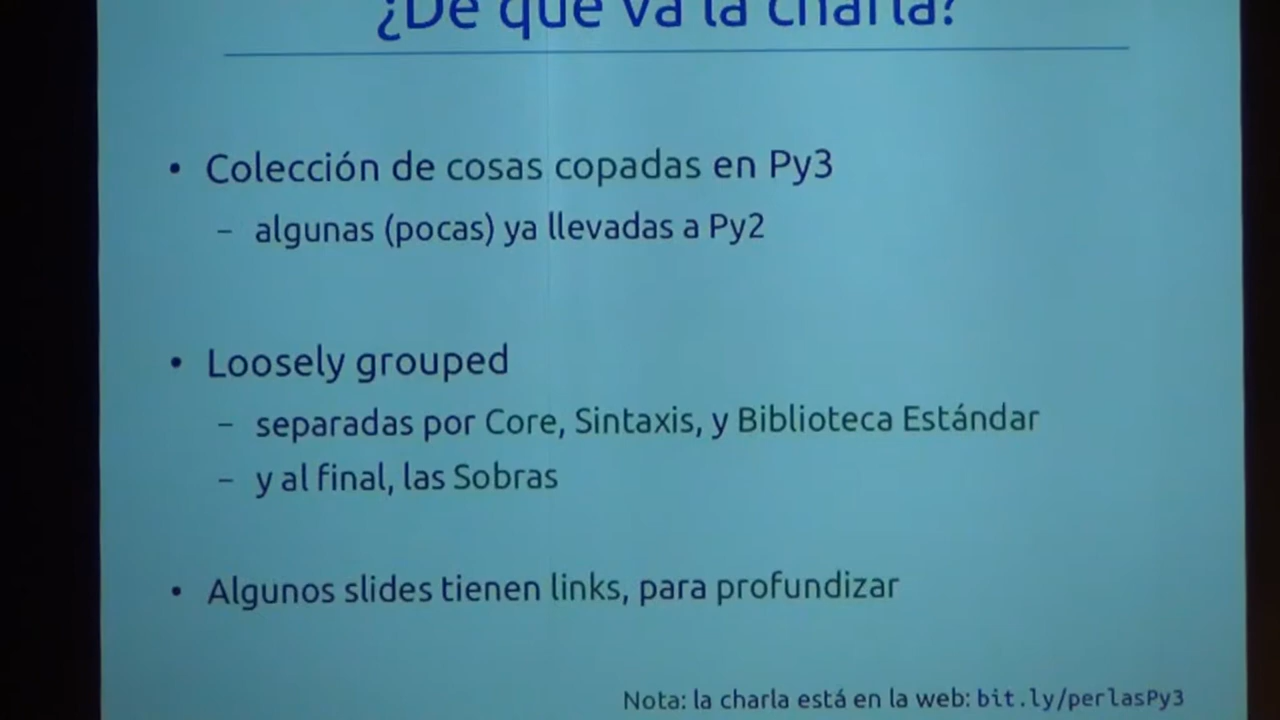 ¿De qué va la charla?
• Colección de cosas copadas en Py3
– algunas (pocas) ya llevadas a Py2
• Loosely grouped
– separadas por Core, Sintaxis, y Biblioteca Estándar
– y al final, las Sobras
• Algunos slides tienen links, para profundizar
Nota: la charla está en la web: bit.ly/perlasPy3